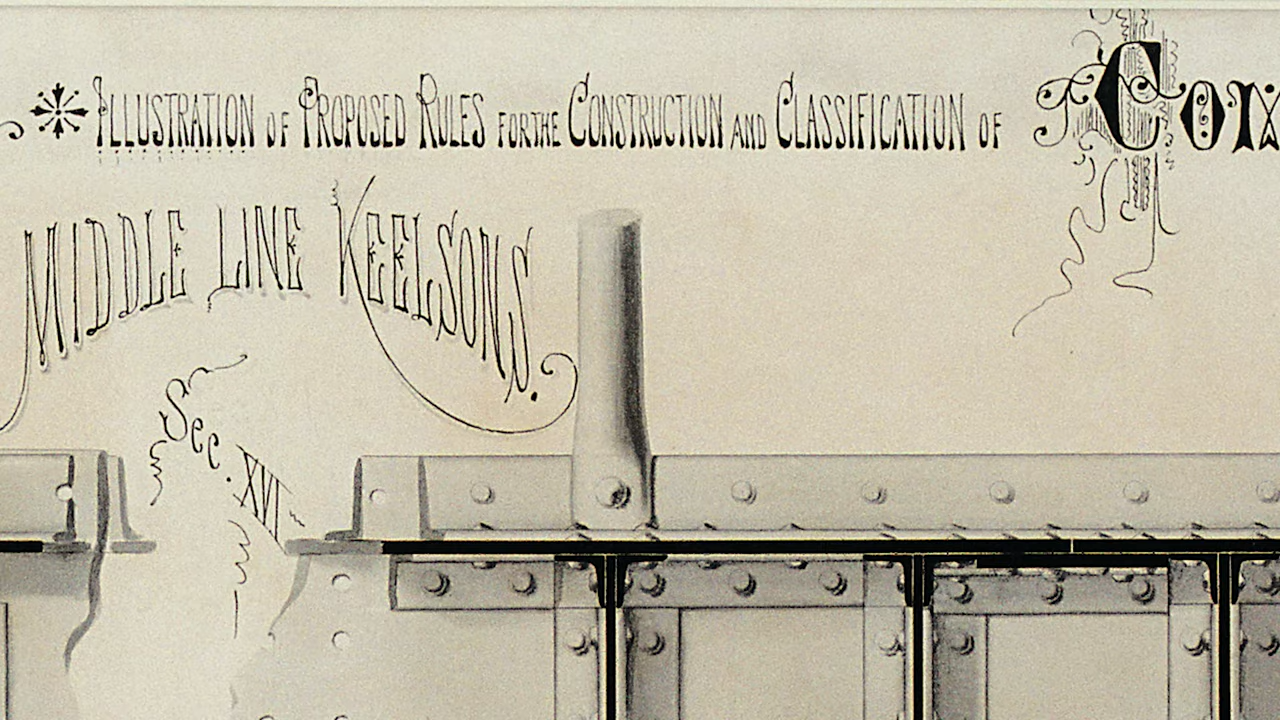 Illustration of Proposed Rules for the Construction and Classification of
Middle Line Keelsons.
Sec. XVI